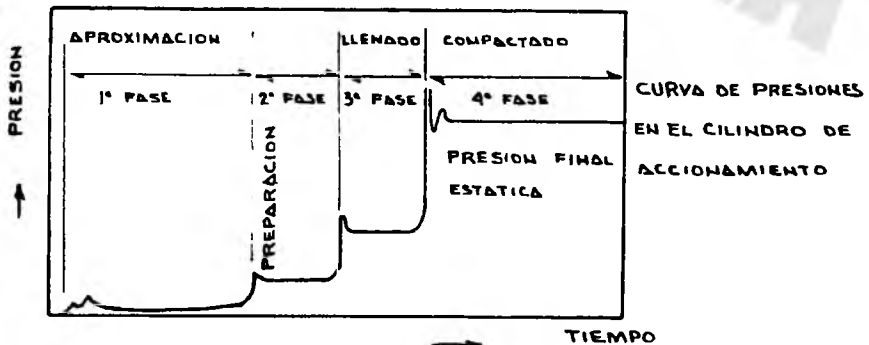 APROXIMACION LLENADO COMPACTADO
1ª FASE 2ª FASE 3ª FASE 4ª FASE
PREPARACION
PRESION FINAL
ESTATICA
CURVA DE PRESIONES
EN EL CILINDRO DE
ACCIONAMIENTO
PRESION
TIEMPO